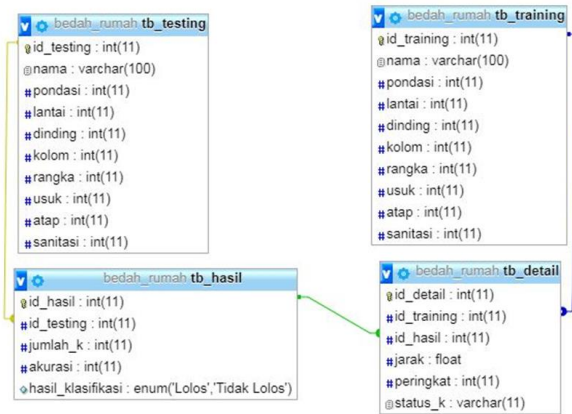 bedah_rumah tb_testing
id_testing : int(11)
nama : varchar(100)
pondasi : int(11)
lantai : int(11)
dinding : int(11)
kolom : int(11)
rangka : int(11)
usuk : int(11)
atap : int(11)
sanitasi : int(11)
bedah_rumah tb_training
id_training : int(11)
nama : varchar(100)
pondasi : int(11)
lantai : int(11)
dinding : int(11)
kolom : int(11)
rangka : int(11)
usuk : int(11)
atap : int(11)
sanitasi : int(11)
bedah_rumah tb_hasil
id_hasil : int(11)
id_testing : int(11)
jumlah_k : int(11)
akurasi : int(11)
hasil_klasifikasi : enum('Lolos','Tidak Lolos')
bedah_rumah tb_detail
id_detail : int(11)
id_training : int(11)
id_hasil : int(11)
jarak : float
peringkat : int(11)
status_k : varchar(11)